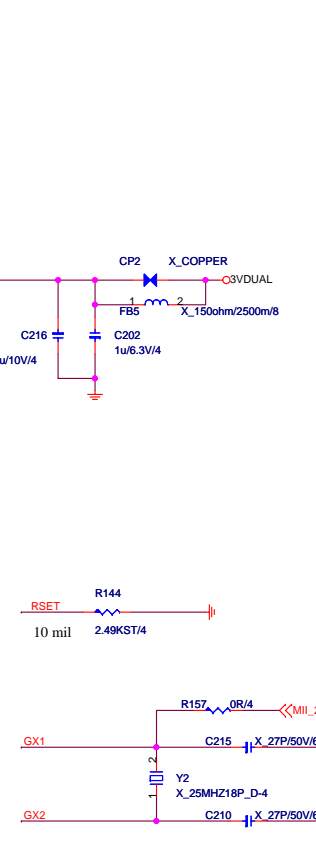 CP2 X_COPPER
3VDUAL
1 2
FB5 X_150ohm/2500m/8
C216 C202
u/10V/4 1u/6.3V/4
R144
RSET
10 mil 2.49KST/4
R157 0R/4
MII_2
GX1 C215 X_27P/50V/6
2
Y2
1 X_25MHZ18P_D-4
GX2 C210 X_27P/50V/6